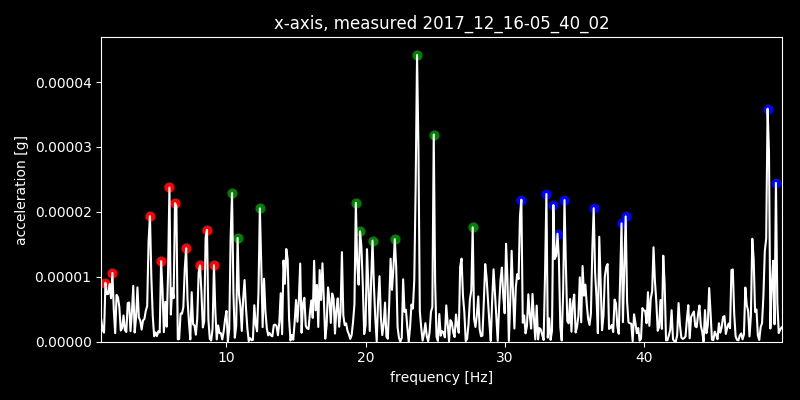 x-axis, measured 2017_12_16-05_40_02
acceleration [g]
0.00004
0.00003
0.00002
0.00001
0.00000
10 20 30 40
frequency [Hz]